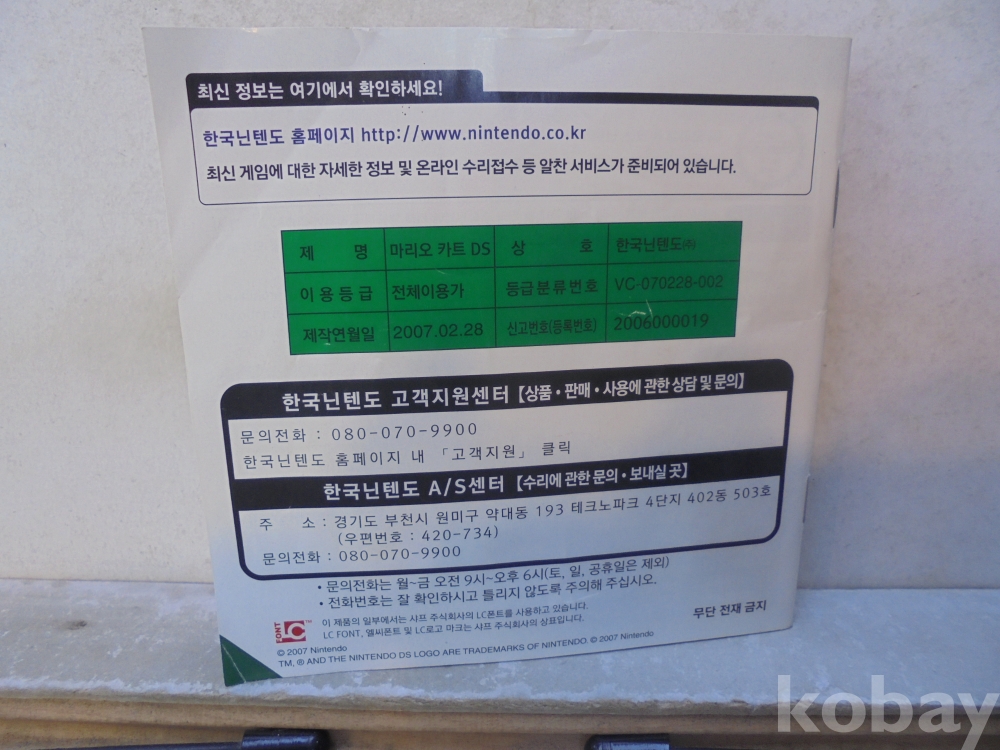 최신 정보는 여기에서 확인하세요!
한국닌텐도 홈페이지 http://www.nintendo.co.kr
최신 게임에 대한 자세한 정보 및 온라인 수리접수 등 알찬 서비스가 준비되어 있습니다.
제 명 마리오 카트 DS 상 호 한국닌텐도㈜
이용등급 전체이용가 등급분류번호 VC-070228-002
제작연월일 2007.02.28 신고번호(등록번호) 2006000019
한국닌텐도 고객지원센터 【상품・판매・사용에 관한 상담 및 문의】
문의전화 : 080-070-9900
한국닌텐도 홈페이지 내 「고객지원」 클릭
한국닌텐도 A/S센터 【수리에 관한 문의・보내실 곳】
주 소 : 경기도 부천시 원미구 약대동 193 테크노파크 4단지 402동 503호
(우편번호 : 420-734)
문의전화 : 080-070-9900
• 문의전화는 월~금 오전 9시~오후 6시(토, 일, 공휴일은 제외)
• 전화번호는 잘 확인하시고 틀리지 않도록 주의해 주십시오.
FONT LC™ 이 제품의 일부에서는 샤프 주식회사의 LC폰트를 사용하고 있습니다.
LC FONT, 엘씨폰트 및 LC로고 마크는 샤프 주식회사의 상표입니다.
무단 전재 금지
© 2007 Nintendo
TM, ® AND THE NINTENDO DS LOGO ARE TRADEMARKS OF NINTENDO. © 2007 Nintendo
kobay